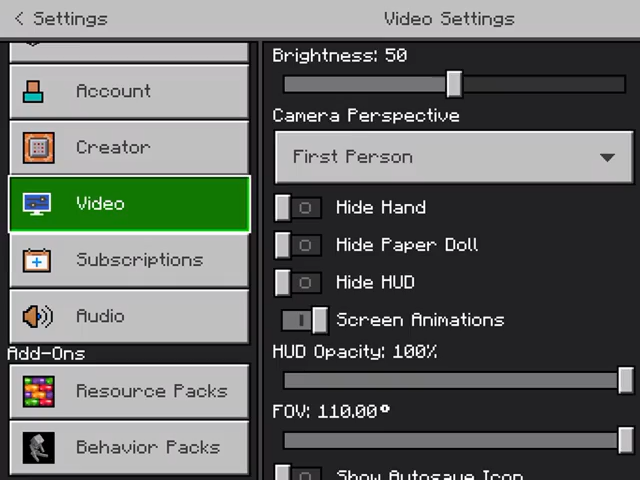 < Settings
Video Settings
Account
Creator
Video
Subscriptions
Audio
Add-Ons
Resource Packs
Behavior Packs
Brightness: 50
Camera Perspective
First Person
Hide Hand
Hide Paper Doll
Hide HUD
Screen Animations
HUD Opacity: 100%
FOV: 110.00°
Show Autosave Icon